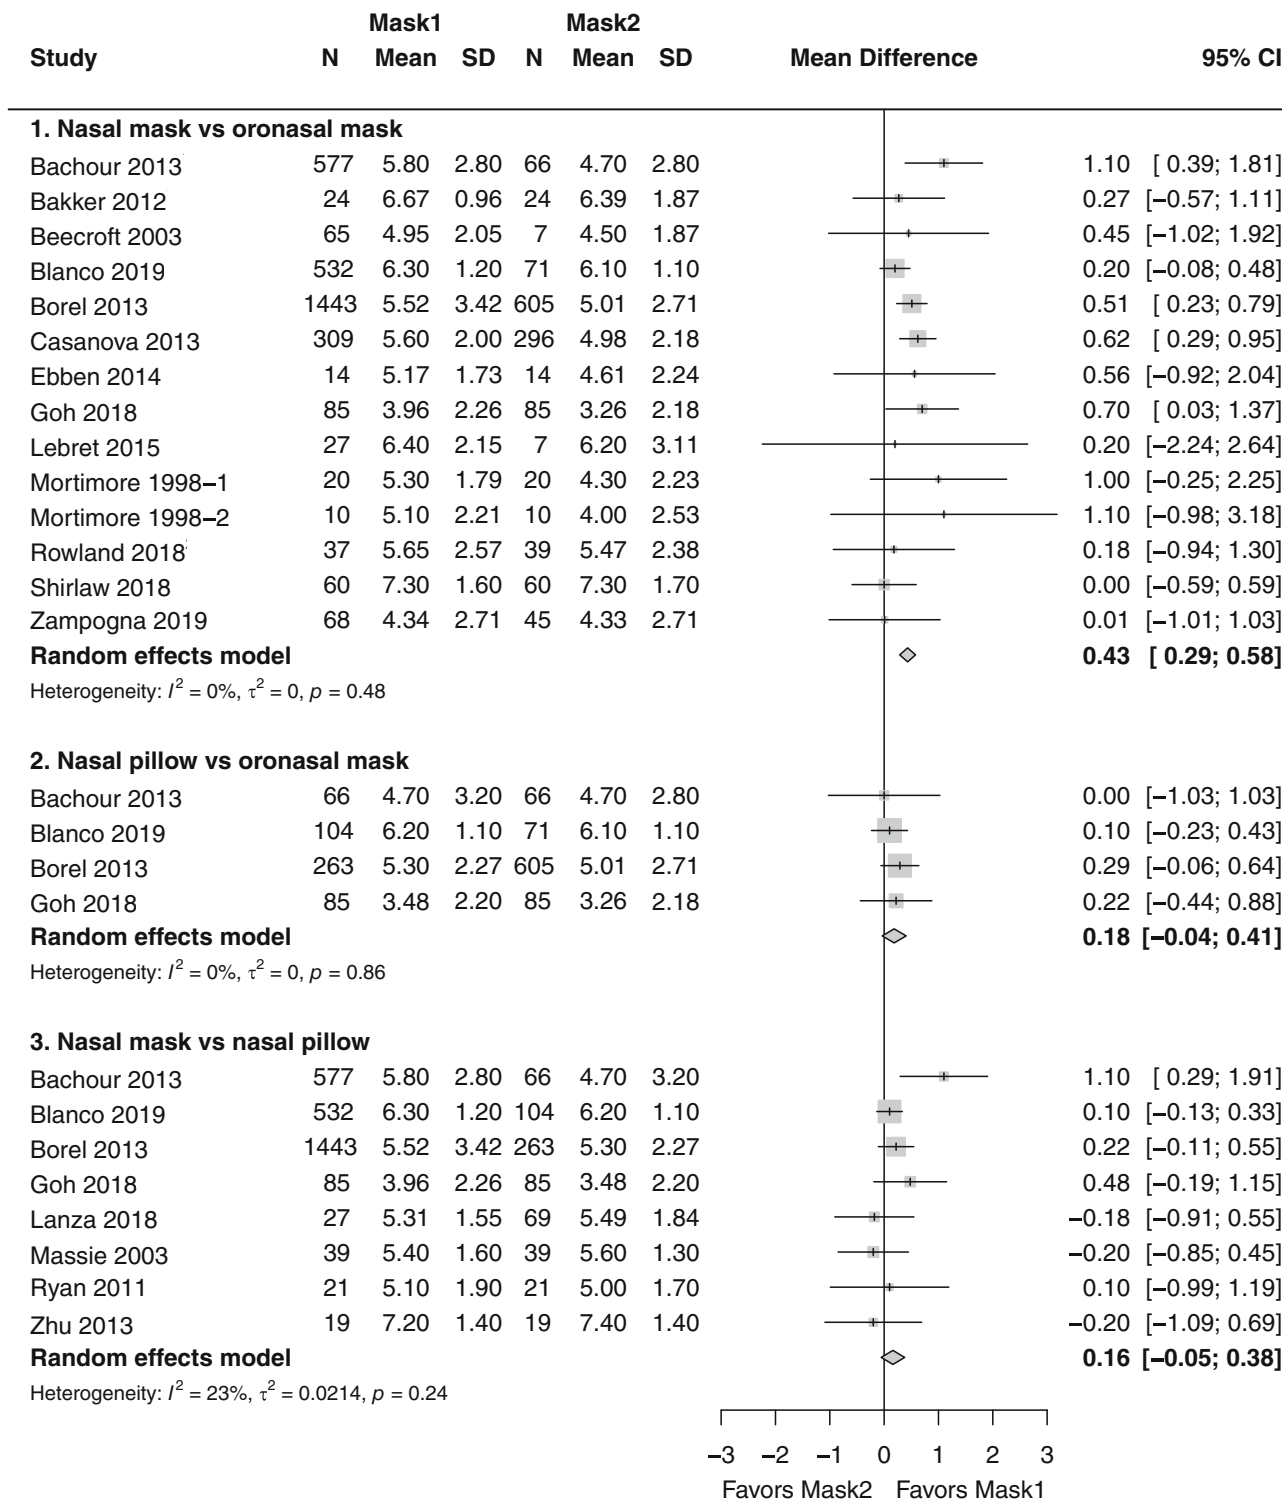 Mask1 Mask2
Study N Mean SD N Mean SD Mean Difference 95% CI
1. Nasal mask vs oronasal mask
Bachour 2013 577 5.80 2.80 66 4.70 2.80 1.10 [ 0.39; 1.81]
Bakker 2012 24 6.67 0.96 24 6.39 1.87 0.27 [−0.57; 1.11]
Beecroft 2003 65 4.95 2.05 7 4.50 1.87 0.45 [−1.02; 1.92]
Blanco 2019 532 6.30 1.20 71 6.10 1.10 0.20 [−0.08; 0.48]
Borel 2013 1443 5.52 3.42 605 5.01 2.71 0.51 [ 0.23; 0.79]
Casanova 2013 309 5.60 2.00 296 4.98 2.18 0.62 [ 0.29; 0.95]
Ebben 2014 14 5.17 1.73 14 4.61 2.24 0.56 [−0.92; 2.04]
Goh 2018 85 3.96 2.26 85 3.26 2.18 0.70 [ 0.03; 1.37]
Lebret 2015 27 6.40 2.15 7 6.20 3.11 0.20 [−2.24; 2.64]
Mortimore 1998−1 20 5.30 1.79 20 4.30 2.23 1.00 [−0.25; 2.25]
Mortimore 1998−2 10 5.10 2.21 10 4.00 2.53 1.10 [−0.98; 3.18]
Rowland 2018 37 5.65 2.57 39 5.47 2.38 0.18 [−0.94; 1.30]
Shirlaw 2018 60 7.30 1.60 60 7.30 1.70 0.00 [−0.59; 0.59]
Zampogna 2019 68 4.34 2.71 45 4.33 2.71 0.01 [−1.01; 1.03]
Random effects model 0.43 [ 0.29; 0.58]
Heterogeneity: I² = 0%, τ² = 0, p = 0.48
2. Nasal pillow vs oronasal mask
Bachour 2013 66 4.70 3.20 66 4.70 2.80 0.00 [−1.03; 1.03]
Blanco 2019 104 6.20 1.10 71 6.10 1.10 0.10 [−0.23; 0.43]
Borel 2013 263 5.30 2.27 605 5.01 2.71 0.29 [−0.06; 0.64]
Goh 2018 85 3.48 2.20 85 3.26 2.18 0.22 [−0.44; 0.88]
Random effects model 0.18 [−0.04; 0.41]
Heterogeneity: I² = 0%, τ² = 0, p = 0.86
3. Nasal mask vs nasal pillow
Bachour 2013 577 5.80 2.80 66 4.70 3.20 1.10 [ 0.29; 1.91]
Blanco 2019 532 6.30 1.20 104 6.20 1.10 0.10 [−0.13; 0.33]
Borel 2013 1443 5.52 3.42 263 5.30 2.27 0.22 [−0.11; 0.55]
Goh 2018 85 3.96 2.26 85 3.48 2.20 0.48 [−0.19; 1.15]
Lanza 2018 27 5.31 1.55 69 5.49 1.84 −0.18 [−0.91; 0.55]
Massie 2003 39 5.40 1.60 39 5.60 1.30 −0.20 [−0.85; 0.45]
Ryan 2011 21 5.10 1.90 21 5.00 1.70 0.10 [−0.99; 1.19]
Zhu 2013 19 7.20 1.40 19 7.40 1.40 −0.20 [−1.09; 0.69]
Random effects model 0.16 [−0.05; 0.38]
Heterogeneity: I² = 23%, τ² = 0.0214, p = 0.24
−3 −2 −1 0 1 2 3
Favors Mask2 Favors Mask1